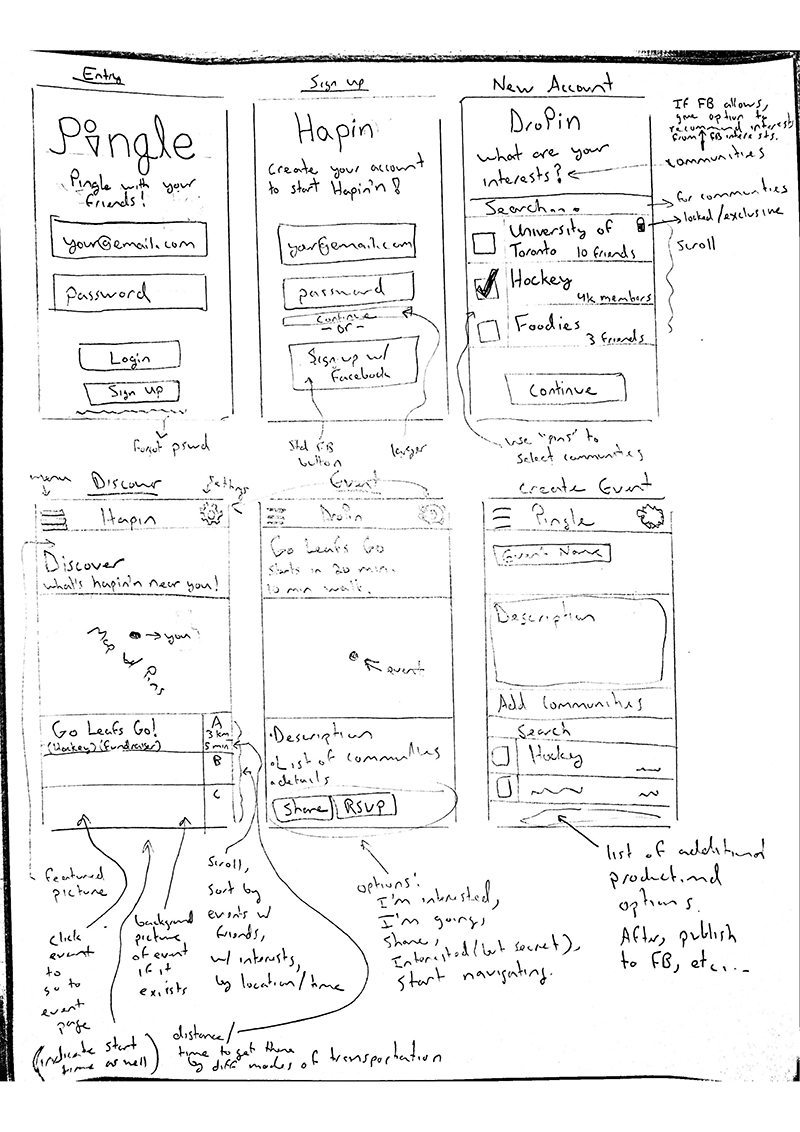 Entry
Pingle
Pingle with your
friends!
your@email.com
password
Login
Sign up
Forgot pswd
Sign up
Hapin
Create your account
to start Hapin'n!
your@email.com
password
Continue
- or -
Sign up w/
Facebook
Std FB
button
larger
New Account
DroPin
what are your
interests?
Search...
University of
Toronto 10 friends
Hockey
4k members
Foodies
3 friends
Continue
If FB allows,
give option to
recommend interests
from FB interests.
communities
for communties
locked/exclusive
scroll
use "pins" to
select communities
menu
Discover
settings
Hapin
Discover
what's hapin'n near you!
Map w/ Pins
you
Go Leafs Go!
(Hockey) (fundraiser)
A
3 km
5 min
B
C
featured
picture
click
event
to
go to
event
page
(indicate start
time as well)
background
picture
of event
if it
exists
Scroll,
sort by
events w/
friends,
w/ interests,
by location/time
distance/
time to get there
by diff modes of transportation
Event
DroPin
Go Leafs Go
starts in 20 min.
10 min walk.
event
•Description
•List of communities
•details
Share
RSVP
options:
I'm interested,
I'm going,
share,
Interested (but secret),
start navigating.
Create Event
Pingle
Event's Name
Description
Add communities
Search
Hockey
list of additional
options.
After, publish
to FB, etc...